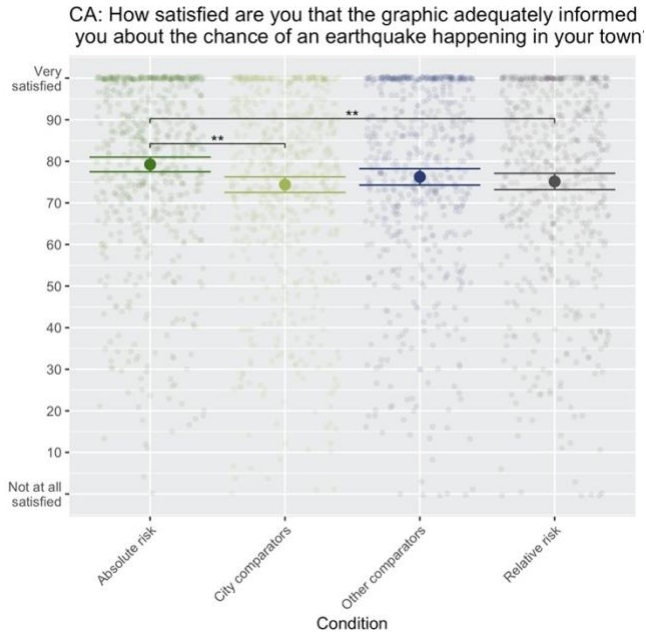 CA: How satisfied are you that the graphic adequately informed
you about the chance of an earthquake happening in your town
Very
satisfied
90
80
70
60
50
40
30
20
10
Not at all
satisfied
**
**
Absolute risk
City comparators
Other comparators
Relative risk
Condition